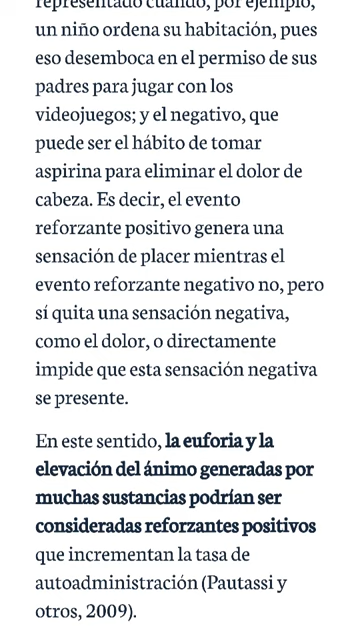 representado cuando, por ejemplo,
un niño ordena su habitación, pues
eso desemboca en el permiso de sus
padres para jugar con los
videojuegos; y el negativo, que
puede ser el hábito de tomar
aspirina para eliminar el dolor de
cabeza. Es decir, el evento
reforzante positivo genera una
sensación de placer mientras el
evento reforzante negativo no, pero
sí quita una sensación negativa,
como el dolor, o directamente
impide que esta sensación negativa
se presente.
En este sentido, la euforia y la
elevación del ánimo generadas por
muchas sustancias podrían ser
consideradas reforzantes positivos
que incrementan la tasa de
autoadministración (Pautassi y
otros, 2009).